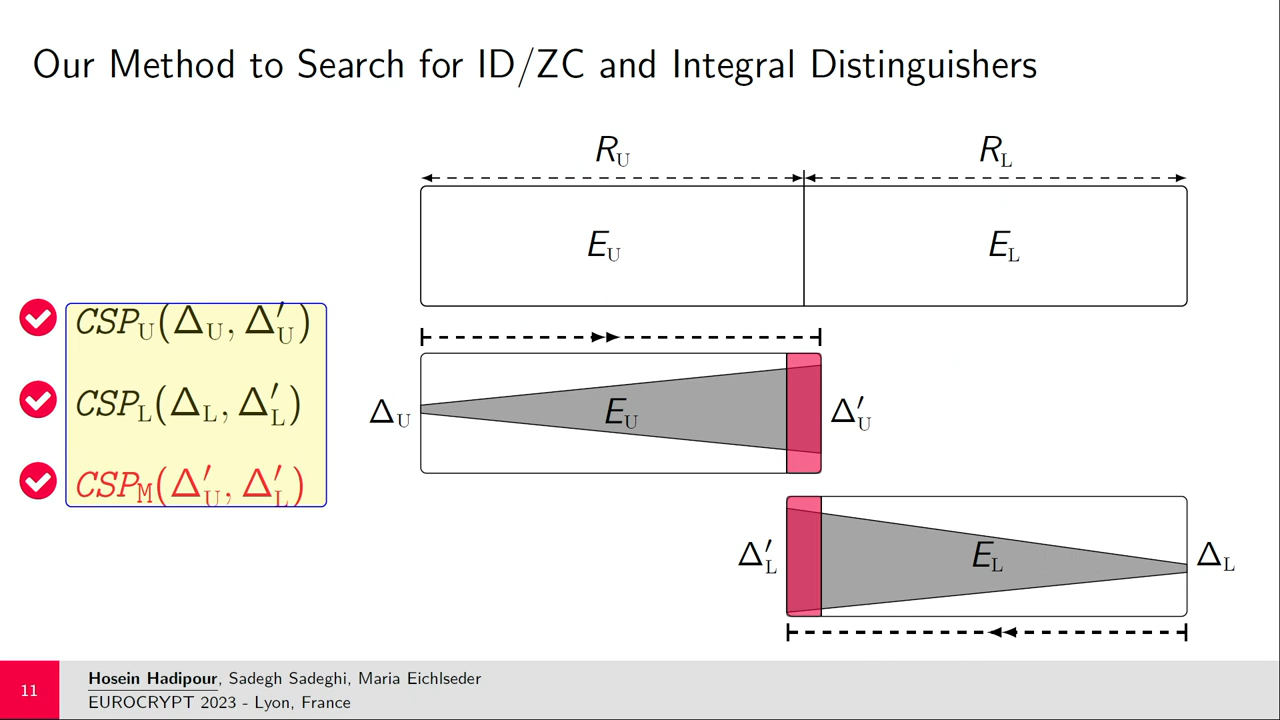 Our Method to Search for ID/ZC and Integral Distinguishers
R_U
R_L
E_U
E_L
CSP_U(Δ_U, Δ′_U)
CSP_L(Δ_L, Δ′_L)
CSP_M(Δ′_U, Δ′_L)
Δ_U
E_U
Δ′_U
Δ′_L
E_L
Δ_L
11
Hosein Hadipour, Sadegh Sadeghi, Maria Eichlseder
EUROCRYPT 2023 - Lyon, France